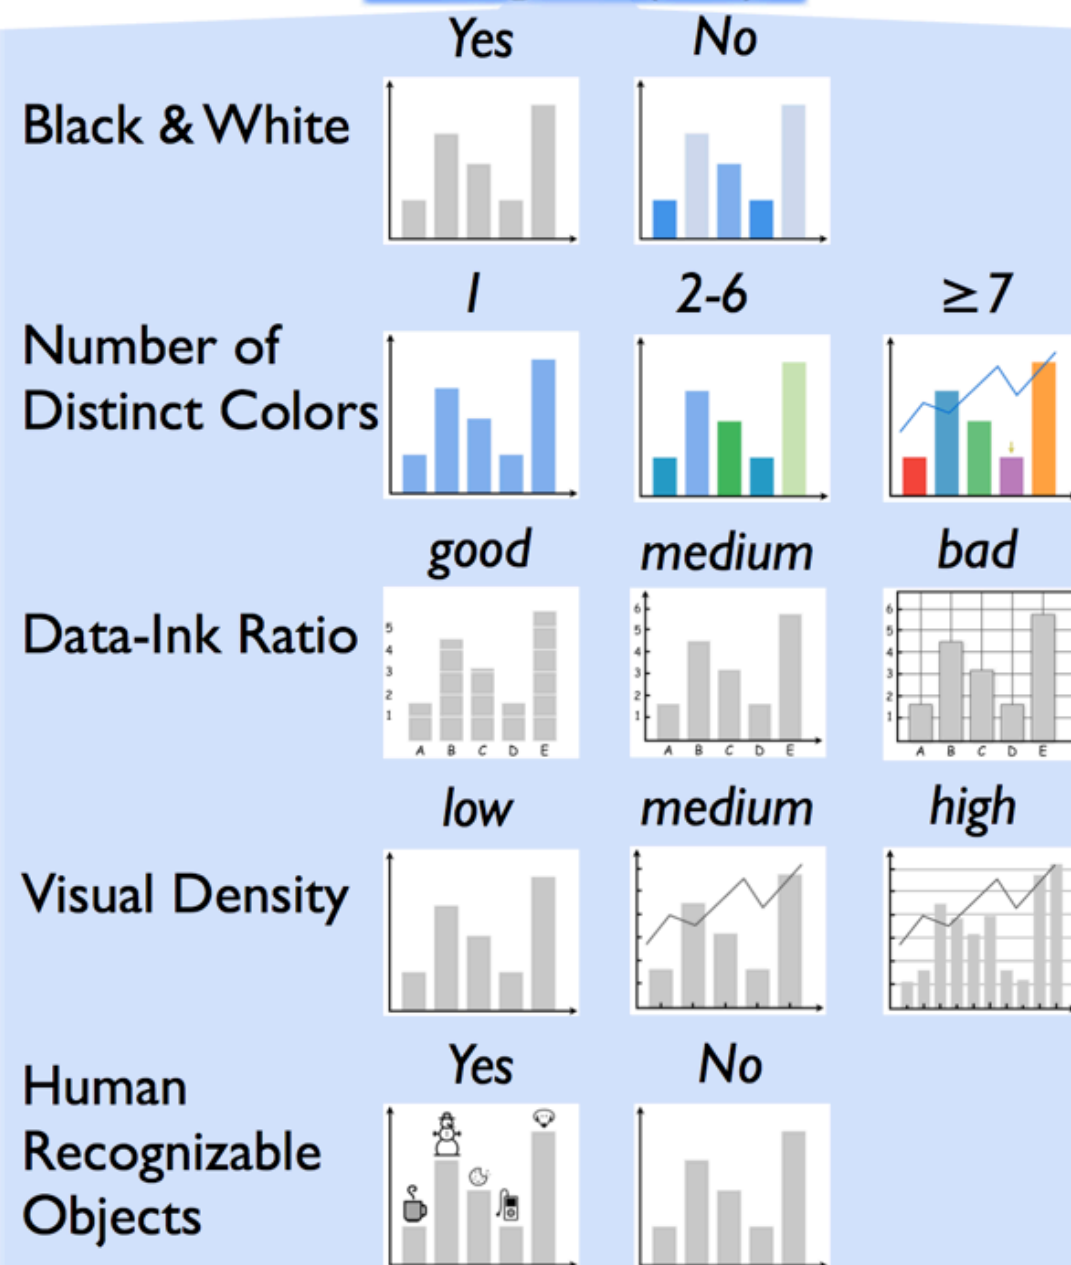 Yes No
Black & White
1 2-6 ≥7
Number of
Distinct Colors
good medium bad
Data-Ink Ratio
5
4
3
2
1
A B C D E
6
5
4
3
2
1
A B C D E
6
5
4
3
2
1
A B C D E
low medium high
Visual Density
Yes No
Human
Recognizable
Objects